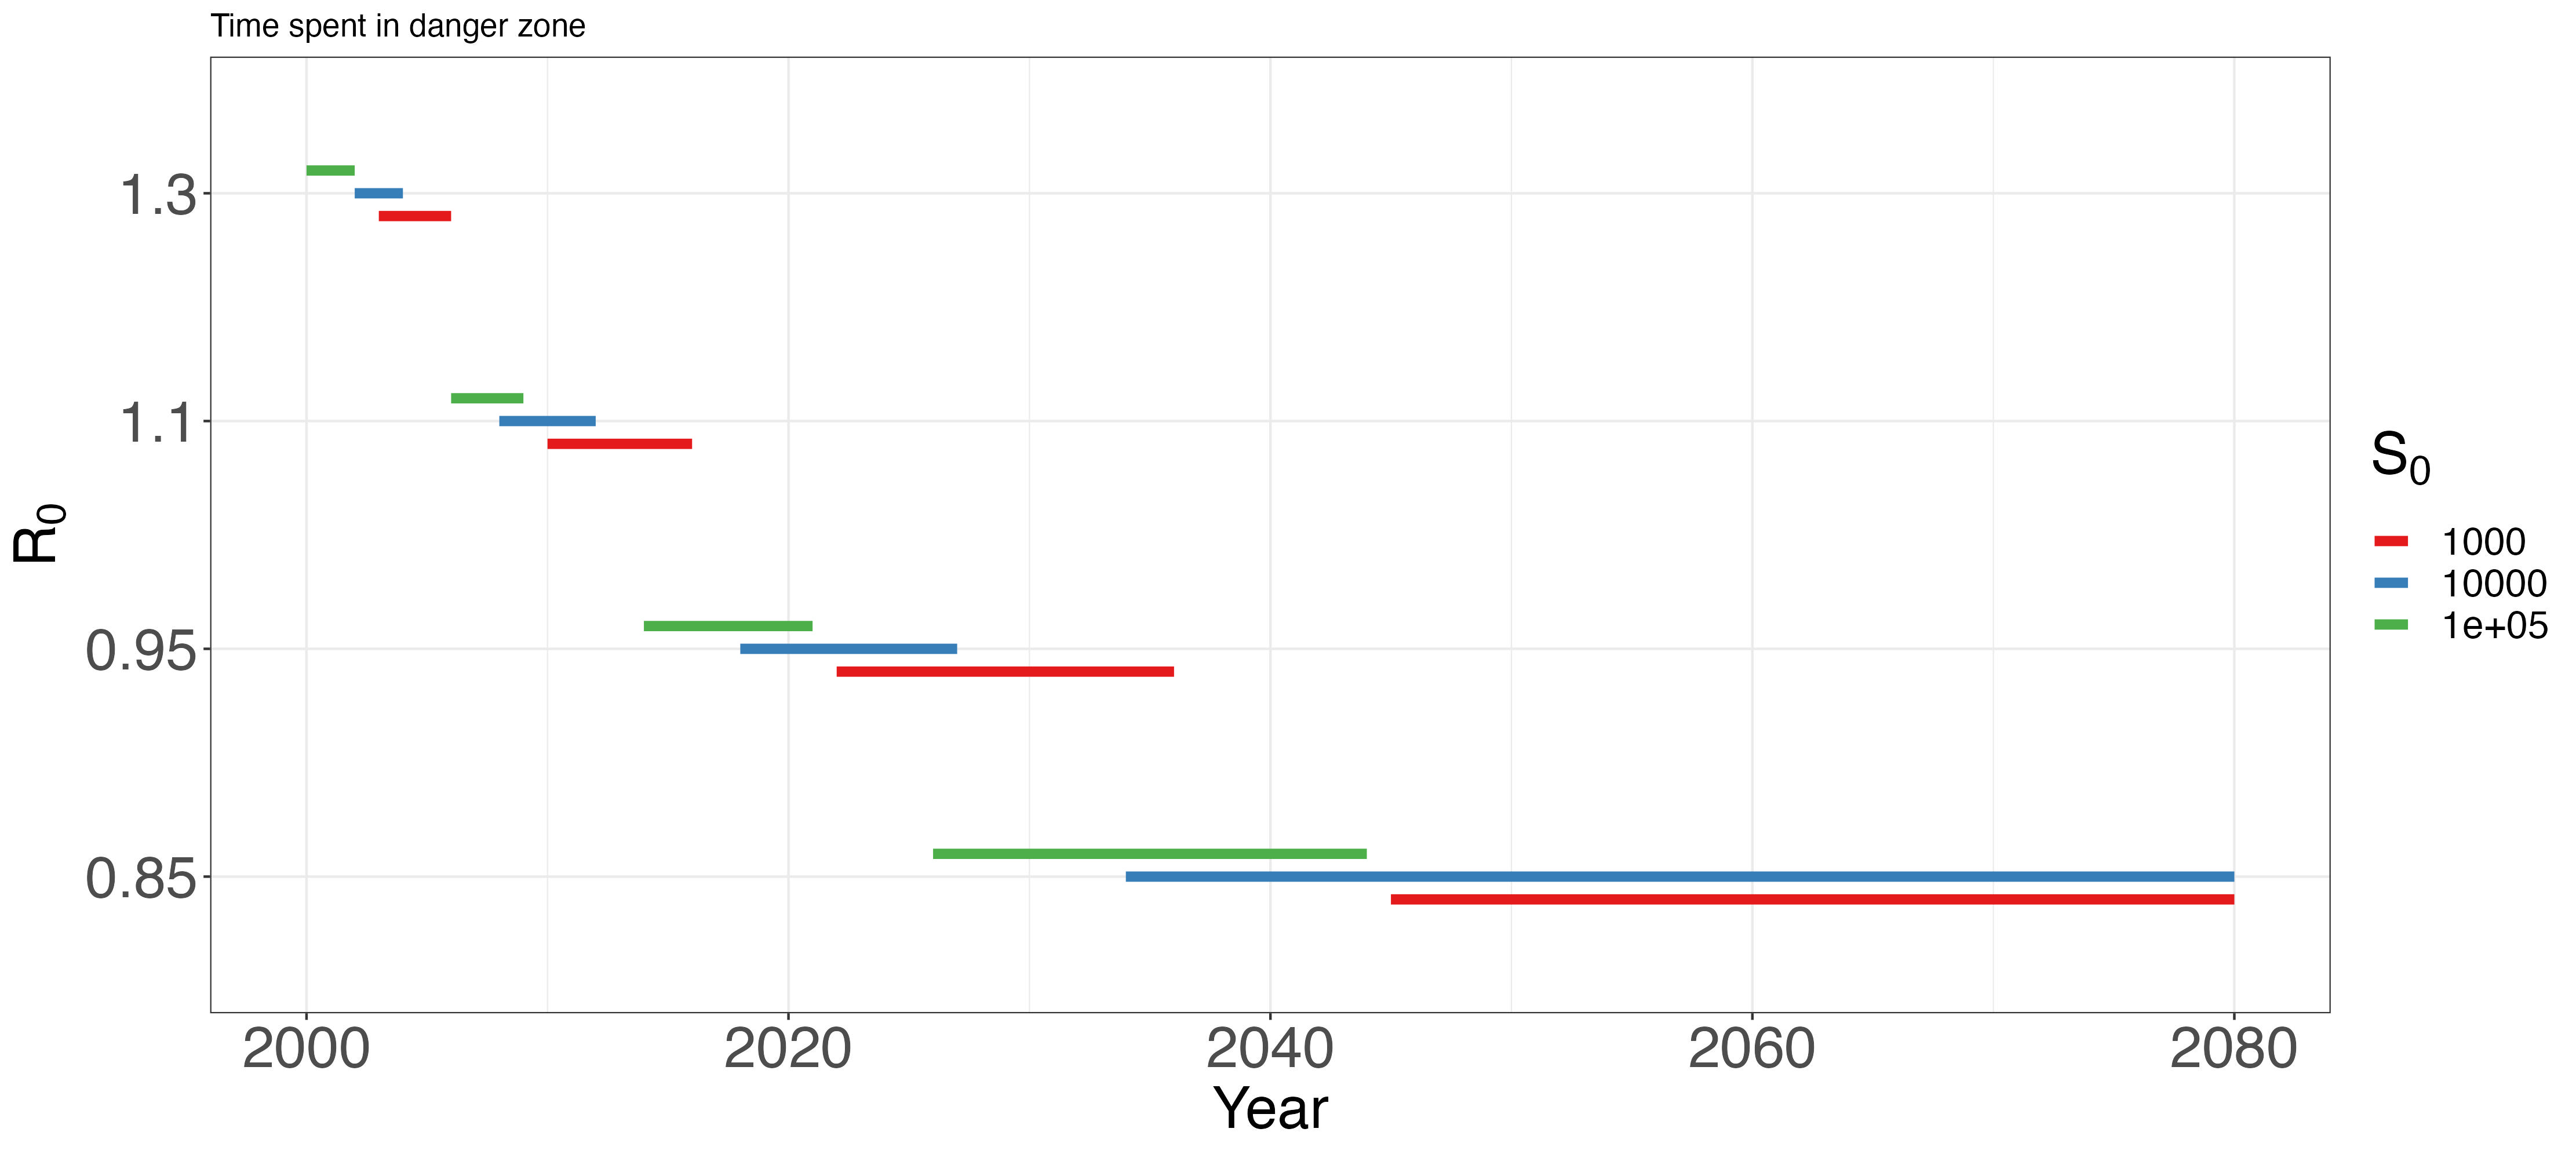 Time spent in danger zone
R₀
1.3
1.1
0.95
0.85
2000 2020 2040 2060 2080
Year
S₀
1000
10000
1e+05